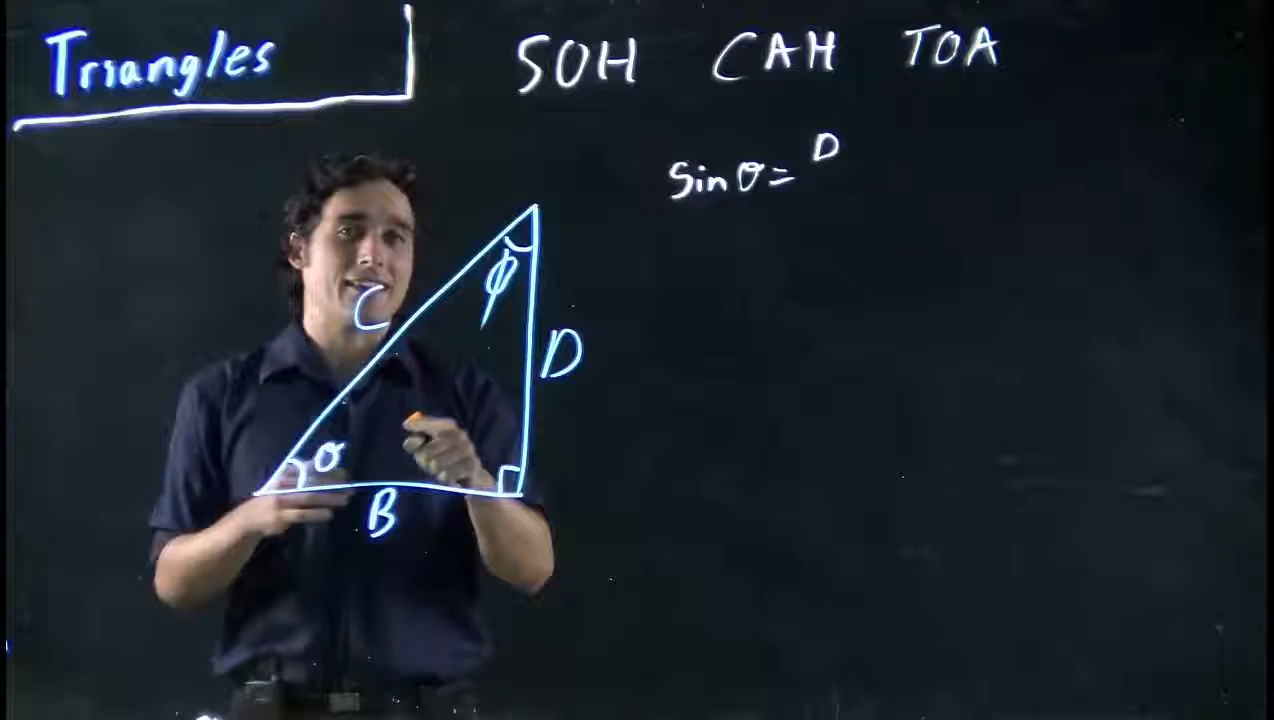 Triangles
SOH CAH TOA
sin θ = D
ϕ
C
D
θ
B